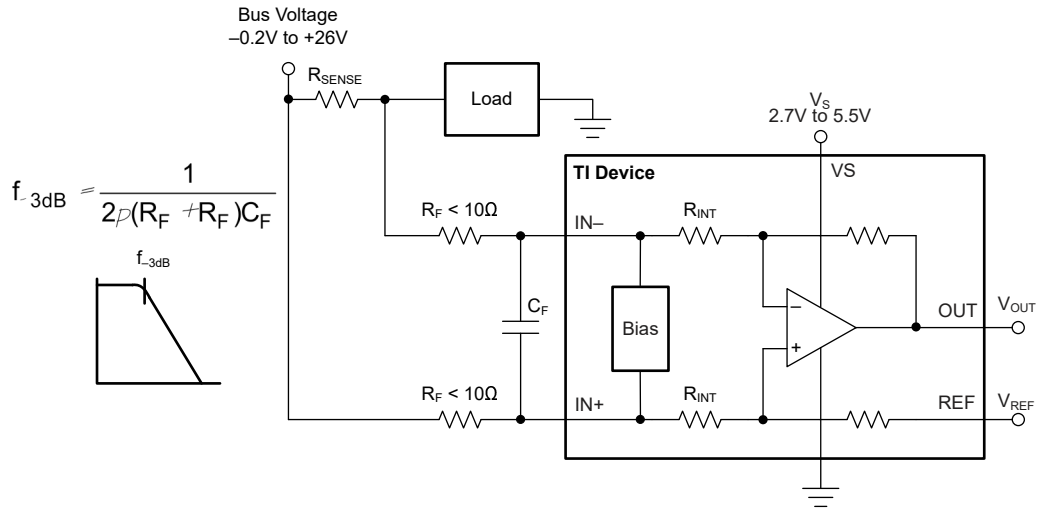 Bus Voltage
–0.2V to +26V
R_SENSE
Load
V_S
2.7V to 5.5V
VS
TI Device
f_-3dB = 1 / 2p(R_F +R_F )C_F
R_F < 10Ω
IN–
R_INT
f_–3dB
C_F
Bias
–
+
OUT
V_OUT
R_F < 10Ω
IN+
R_INT
REF
V_REF